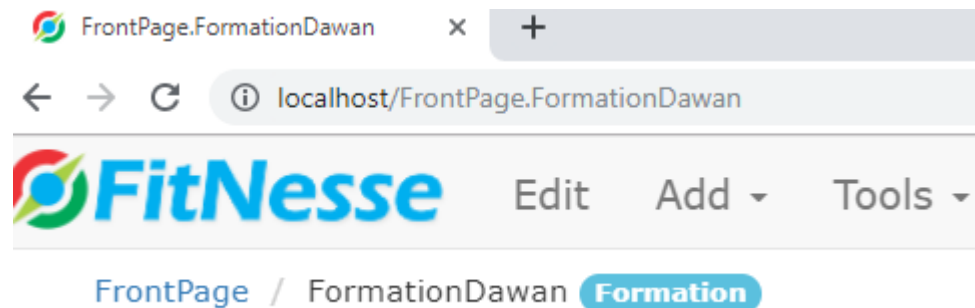 FrontPage.FormationDawan
localhost/FrontPage.FormationDawan
FitNesse Edit Add Tools
FrontPage / FormationDawan Formation